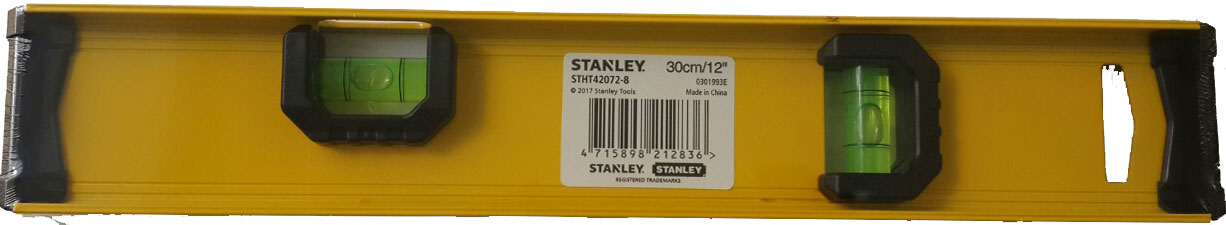 STANLEY. 30cm/12"
STHT42072-8 0301993E
© 2017 Stanley Tools Made in China
4 715898 212836 >
STANLEY. STANLEY
REGISTERED TRADEMARKS